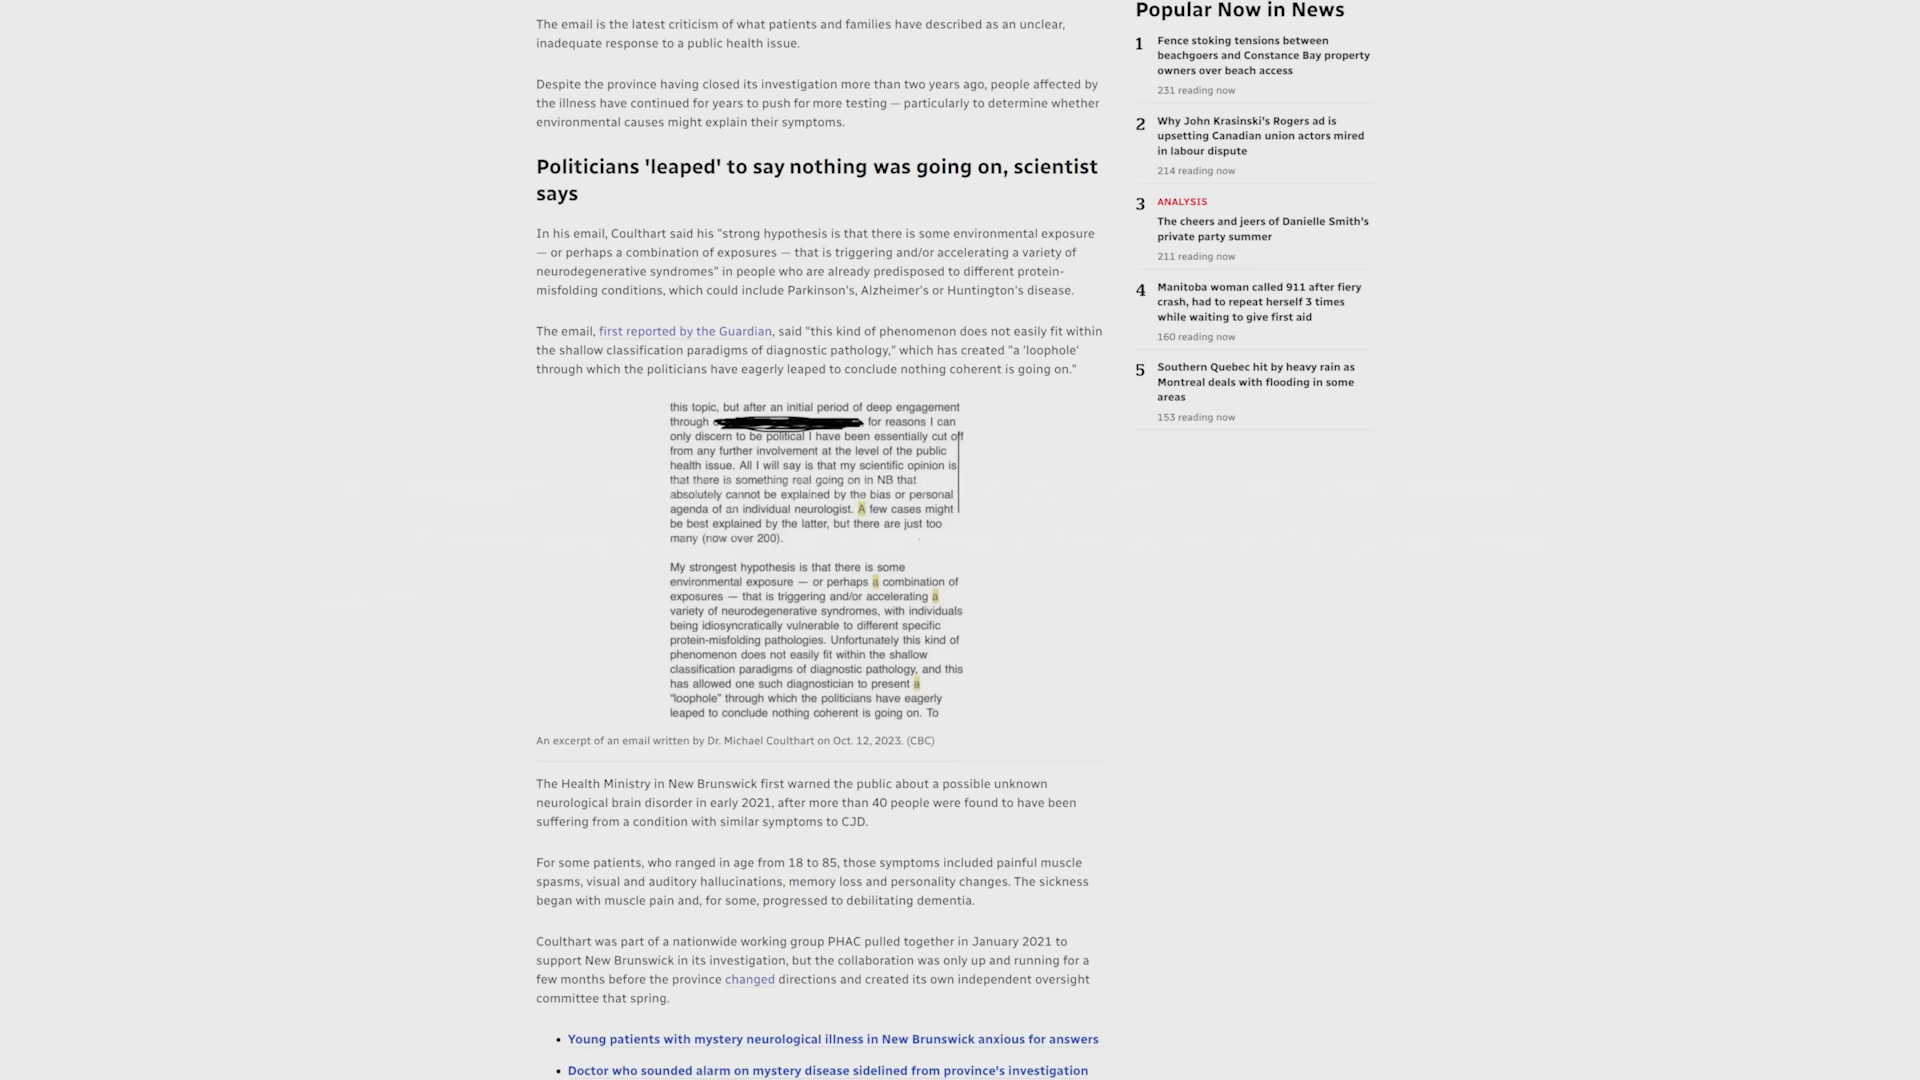 The email is the latest criticism of what patients and families have described as an unclear,
inadequate response to a public health issue.
Despite the province having closed its investigation more than two years ago, people affected by
the illness have continued for years to push for more testing — particularly to determine whether
environmental causes might explain their symptoms.
Politicians 'leaped' to say nothing was going on, scientist
says
In his email, Coulthart said his "strong hypothesis is that there is some environmental exposure
— or perhaps a combination of exposures — that is triggering and/or accelerating a variety of
neurodegenerative syndromes" in people who are already predisposed to different protein-
misfolding conditions, which could include Parkinson's, Alzheimer's or Huntington's disease.
The email, first reported by the Guardian, said "this kind of phenomenon does not easily fit within
the shallow classification paradigms of diagnostic pathology," which has created "a 'loophole'
through which the politicians have eagerly leaped to conclude nothing coherent is going on."
this topic, but after an initial period of deep engagement
through for reasons I can
only discern to be political I have been essentially cut off
from any further involvement at the level of the public
health issue. All I will say is that my scientific opinion is
that there is something real going on in NB that
absolutely cannot be explained by the bias or personal
agenda of an individual neurologist. A few cases might
be best explained by the latter, but there are just too
many (now over 200).
My strongest hypothesis is that there is some
environmental exposure — or perhaps a combination of
exposures — that is triggering and/or accelerating a
variety of neurodegenerative syndromes, with individuals
being idiosyncratically vulnerable to different specific
protein-misfolding pathologies. Unfortunately this kind of
phenomenon does not easily fit within the shallow
classification paradigms of diagnostic pathology, and this
has allowed one such diagnostician to present a
"loophole" through which the politicians have eagerly
leaped to conclude nothing coherent is going on. To
An excerpt of an email written by Dr. Michael Coulthart on Oct. 12, 2023. (CBC)
The Health Ministry in New Brunswick first warned the public about a possible unknown
neurological brain disorder in early 2021, after more than 40 people were found to have been
suffering from a condition with similar symptoms to CJD.
For some patients, who ranged in age from 18 to 85, those symptoms included painful muscle
spasms, visual and auditory hallucinations, memory loss and personality changes. The sickness
began with muscle pain and, for some, progressed to debilitating dementia.
Coulthart was part of a nationwide working group PHAC pulled together in January 2021 to
support New Brunswick in its investigation, but the collaboration was only up and running for a
few months before the province changed directions and created its own independent oversight
committee that spring.
• Young patients with mystery neurological illness in New Brunswick anxious for answers
• Doctor who sounded alarm on mystery disease sidelined from province's investigation
Popular Now in News
1 Fence stoking tensions between
beachgoers and Constance Bay property
owners over beach access
231 reading now
2 Why John Krasinski's Rogers ad is
upsetting Canadian union actors mired
in labour dispute
214 reading now
3 ANALYSIS
The cheers and jeers of Danielle Smith's
private party summer
211 reading now
4 Manitoba woman called 911 after fiery
crash, had to repeat herself 3 times
while waiting to give first aid
160 reading now
5 Southern Quebec hit by heavy rain as
Montreal deals with flooding in some
areas
153 reading now